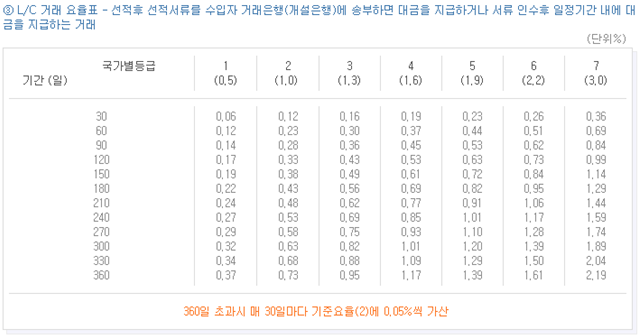 ③ L/C 거래 요율표 - 선적후 선적서류를 수입자 거래은행(개설은행)에 송부하면 대금을 지급하거나 서류 인수후 일정기간 내에 대
금을 지급하는 거래
(단위%)
국가별등급 1 2 3 4 5 6 7
기간 (일) (0.5) (1.0) (1.3) (1.6) (1.9) (2.2) (3.0)
30 0.06 0.12 0.16 0.19 0.23 0.26 0.36
60 0.12 0.23 0.30 0.37 0.44 0.51 0.69
90 0.14 0.28 0.36 0.45 0.53 0.62 0.84
120 0.17 0.33 0.43 0.53 0.63 0.73 0.99
150 0.19 0.38 0.49 0.61 0.72 0.84 1.14
180 0.22 0.43 0.56 0.69 0.82 0.95 1.29
210 0.24 0.48 0.62 0.77 0.91 1.06 1.44
240 0.27 0.53 0.69 0.85 1.01 1.17 1.59
270 0.29 0.58 0.75 0.93 1.10 1.28 1.74
300 0.32 0.63 0.82 1.01 1.20 1.39 1.89
330 0.34 0.68 0.88 1.09 1.29 1.50 2.04
360 0.37 0.73 0.95 1.17 1.39 1.61 2.19
360일 초과시 매 30일마다 기준요율(2)에 0.05%씩 가산